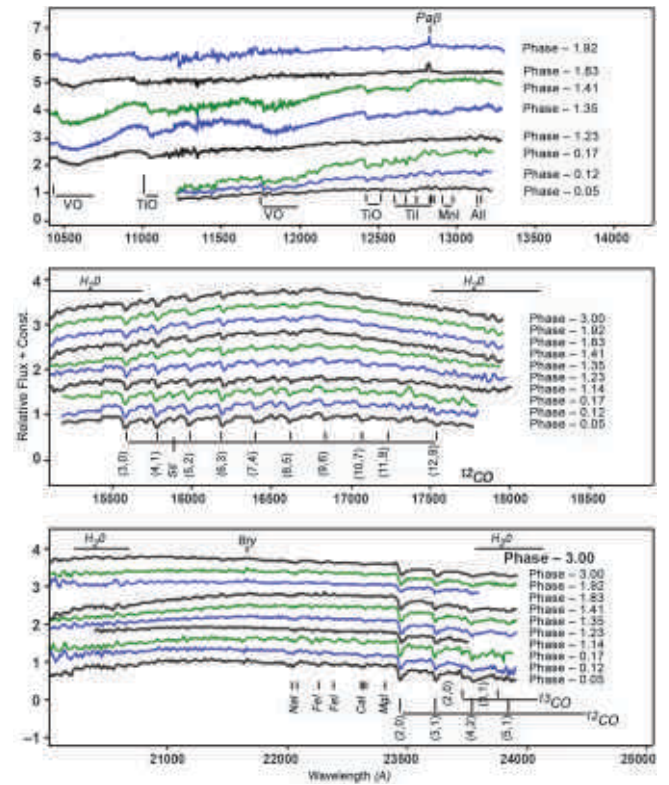 7
6
5
4
3
2
1
0
Paβ
Phase – 1.92
Phase – 1.83
Phase – 1.41
Phase – 1.35
Phase – 1.23
Phase – 0.17
Phase – 0.12
Phase – 0.05
VO TiO VO TiO TiI MnI AlI
10500 11000 11500 12000 12500 13000 13500 14000
Relative Flux + Const.
4
3
2
1
0
H₂0 H₂0
Phase – 3.00
Phase – 1.92
Phase – 1.83
Phase – 1.41
Phase – 1.35
Phase – 1.23
Phase – 1.14
Phase – 0.17
Phase – 0.12
Phase – 0.05
(3,0) (4,1) SiI (5,2) (6,3) (7,4) (8,5) (9,6) (10,7) (11,8) (12,9) ¹²CO
15500 16000 16500 17000 17500 18000 18500
4
3
2
1
0
–1
H₂0 Brγ H₂0
Phase – 3.00
Phase – 3.00
Phase – 1.92
Phase – 1.83
Phase – 1.41
Phase – 1.35
Phase – 1.23
Phase – 1.14
Phase – 0.17
Phase – 0.12
Phase – 0.05
NaI FeI FeI CaI MgI
(2,0) (3,1) ¹³CO
(2,0) (3,1) (4,2) (5,1) ¹²CO
21000 22000 23500 24000 25000
Wavelength (A)